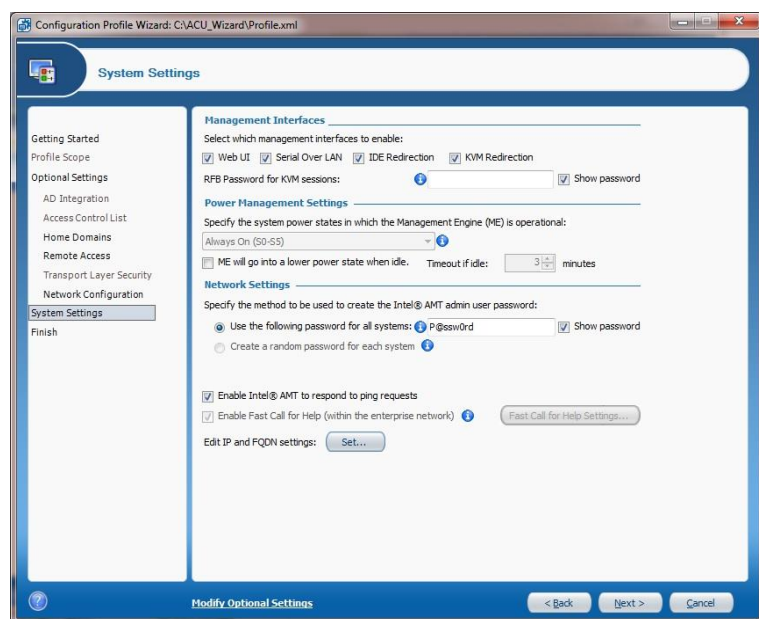 Configuration Profile Wizard: C:\ACU_Wizard\Profile.xml
System Settings
Getting Started
Profile Scope
Optional Settings
AD Integration
Access Control List
Home Domains
Remote Access
Transport Layer Security
Network Configuration
System Settings
Finish
Management Interfaces
Select which management interfaces to enable:
Web UI Serial Over LAN IDE Redirection KVM Redirection
RFB Password for KVM sessions: Show password
Power Management Settings
Specify the system power states in which the Management Engine (ME) is operational:
Always On (S0-S5)
ME will go into a lower power state when idle. Timeout if idle: 3 minutes
Network Settings
Specify the method to be used to create the Intel® AMT admin user password:
Use the following password for all systems: P@ssw0rd Show password
Create a random password for each system
Enable Intel® AMT to respond to ping requests
Enable Fast Call for Help (within the enterprise network) Fast Call for Help Settings...
Edit IP and FQDN settings: Set...
Modify Optional Settings < Back Next > Cancel